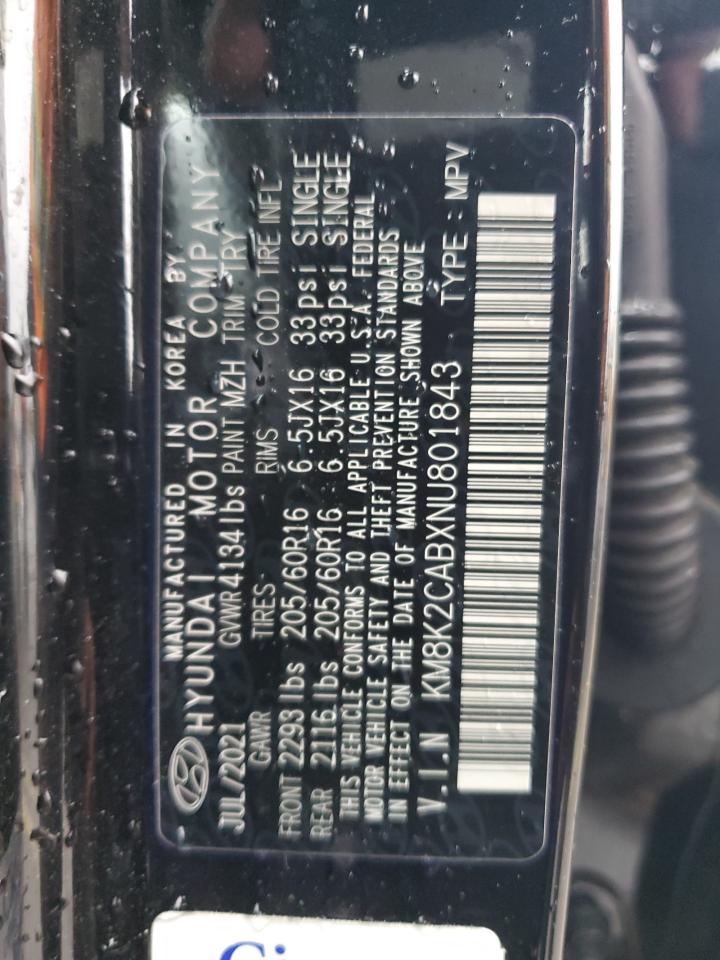 MANUFACTURED IN KOREA BY
HYUNDAI MOTOR COMPANY
JUL/2021 GVWR 4134 lbs PAINT MZH TRIM TRY
GAWR TIRES RIMS COLD TIRE INFL
FRONT 2293 lbs 205/60R16 6.5JX16 33psi SINGLE
REAR 2116 lbs 205/60R16 6.5JX16 33psi SINGLE
THIS VEHICLE CONFORMS TO ALL APPLICABLE U.S.A. FEDERAL
MOTOR VEHICLE SAFETY AND THEFT PREVENTION STANDARDS
IN EFFECT ON THE DATE OF MANUFACTURE SHOWN ABOVE
V.I.N KM8K2CABXNU801843 TYPE : MPV